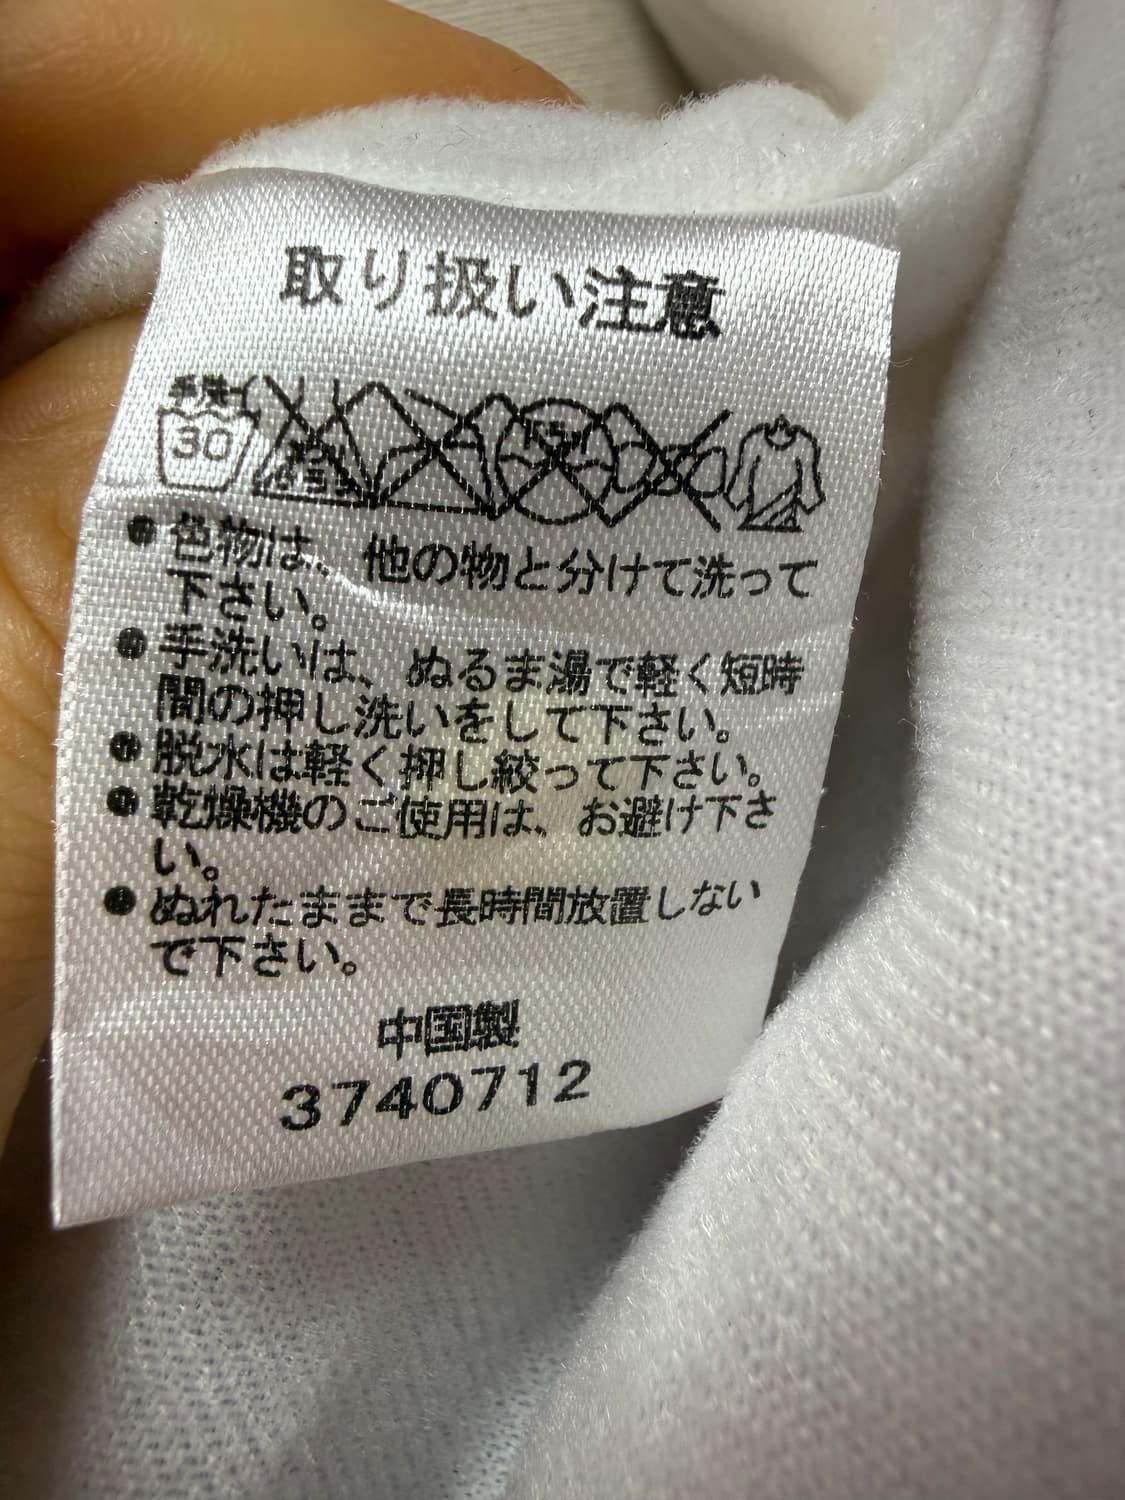 取り扱い注意
手洗イ
30
●色物は、他の物と分けて洗って
下さい。
●手洗いは、ぬるま湯で軽く短時
間の押し洗いをして下さい。
●脱水は軽く押し絞って下さい。
●乾燥機のご使用は、お避け下さ
い。
●ぬれたままで長時間放置しない
で下さい。
中国製
3740712